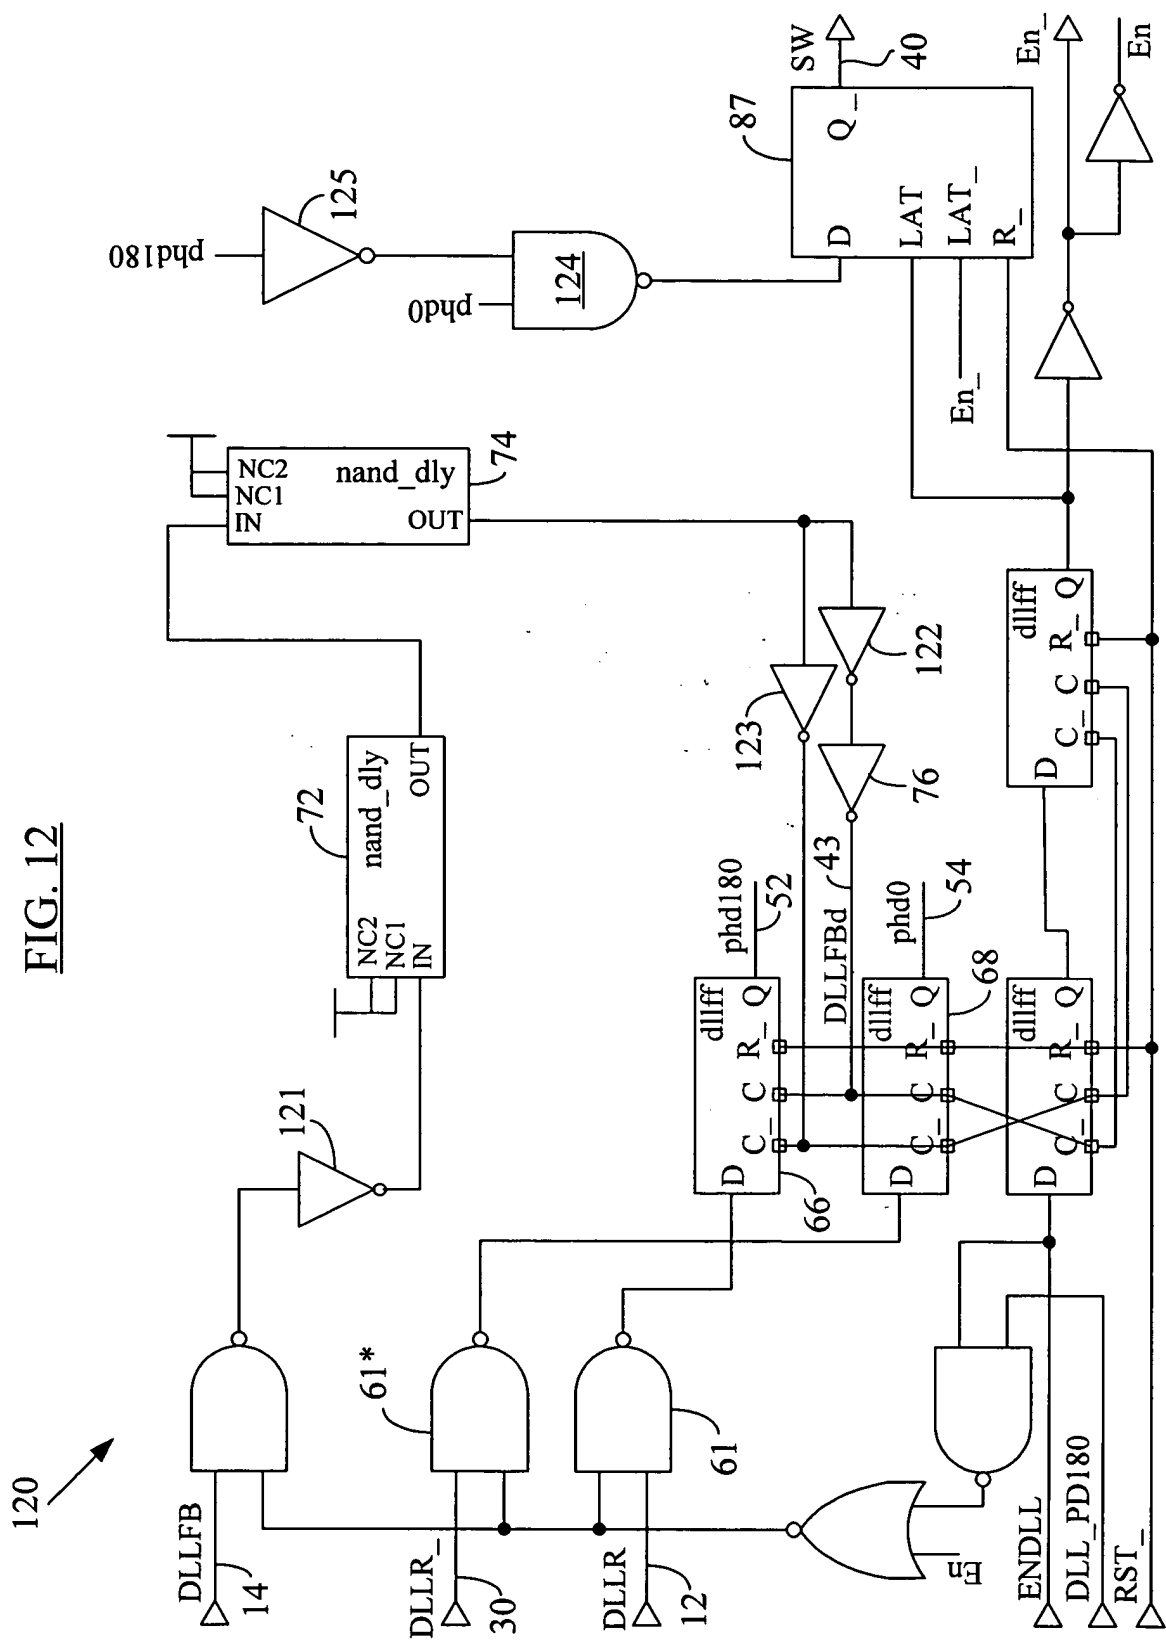 FIG. 12
120
DLLFB
14
DLLR_
30
DLLR
12
En
ENDLL
DLL_PD180
RST_
61*
61
121
72
NC2
NC1
IN
nand_dly
OUT
NC2
NC1
IN
nand_dly
OUT
74
D
C_
C
R_
Q
dllff
66
phd180
52
DLLFBd
43
D
C_
C
R_
Q
dllff
68
phd0
54
D
C_
C
R_
Q
dllff
D
C_
C
R_
Q
dllff
123
122
76
phd180
125
phd0
124
87
D
Q_
LAT
LAT_
R_
En_
SW
40
En_
En